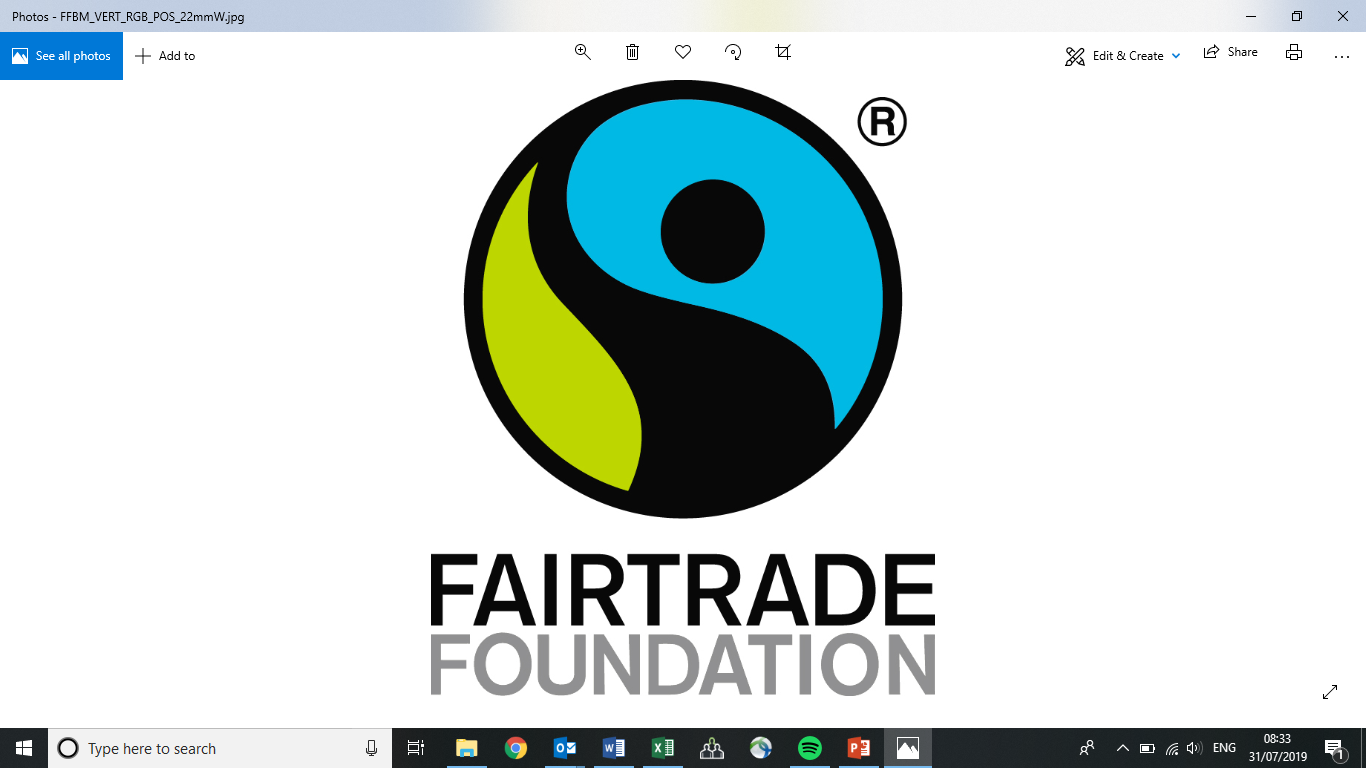 Photos - FFBM_VERT_RGB_POS_22mmW.jpg
See all photos
Add to
Edit & Create
Share
®
FAIRTRADE
FOUNDATION
Type here to search
ENG
08:33
31/07/2019
1